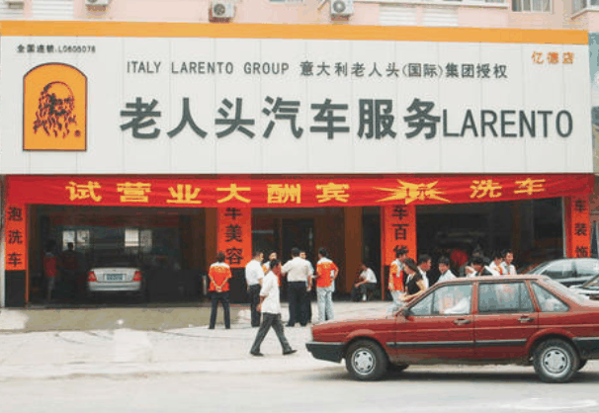 全国连锁:L0605078
亿德店
ITALY LARENTO GROUP 意大利老人头(国际)集团授权
老人头汽车服务LARENTO
试营业大酬宾 洗车
泡洗车
车美容
车百货
车装饰